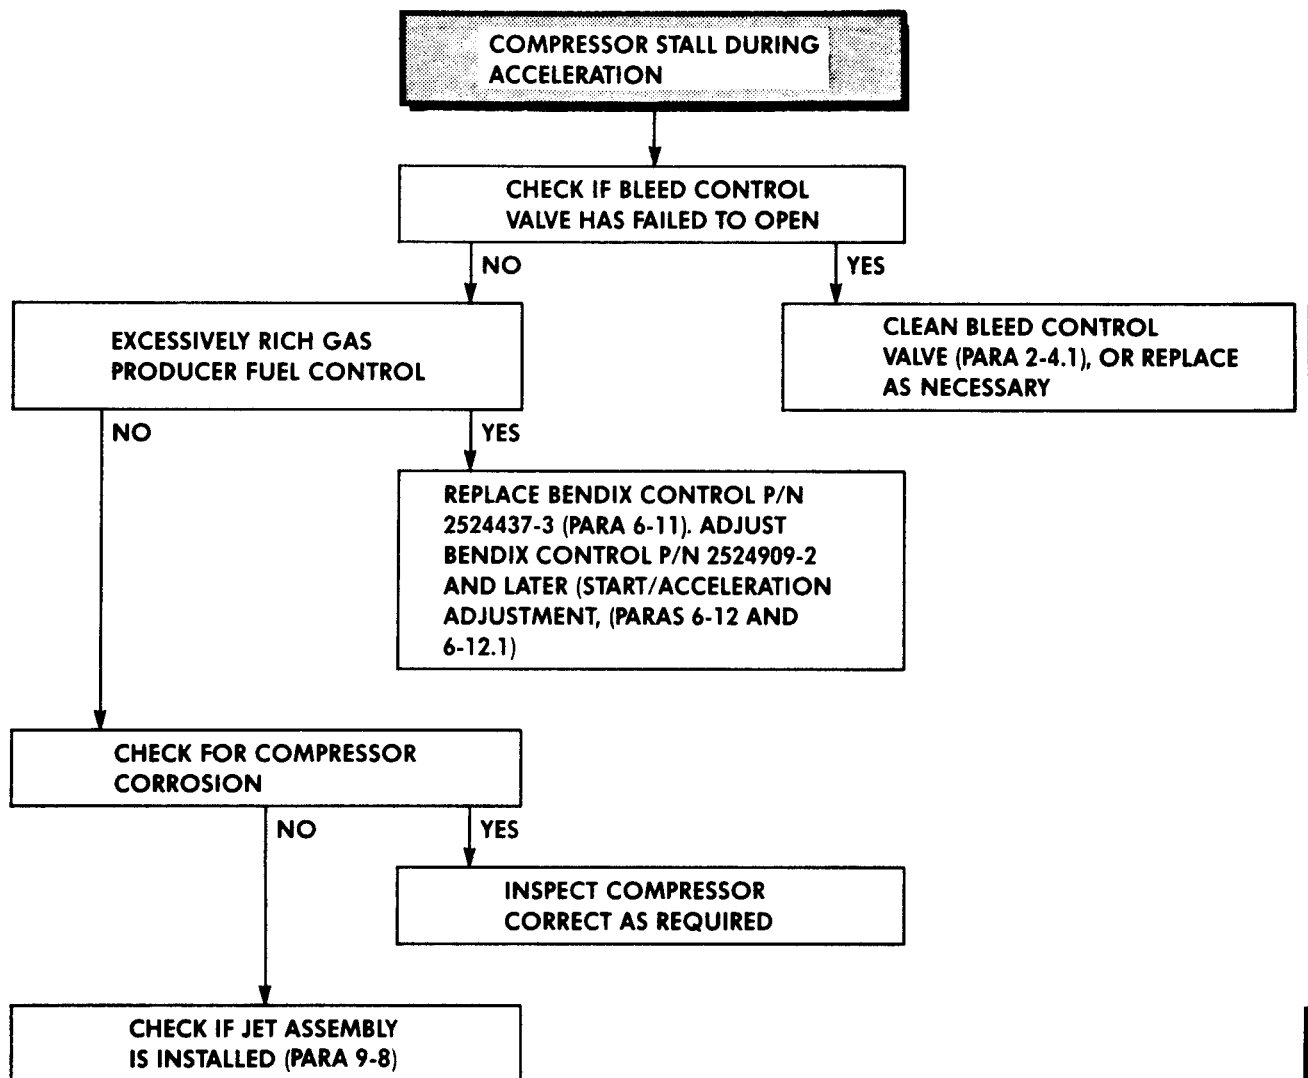 COMPRESSOR STALL DURING
ACCELERATION
CHECK IF BLEED CONTROL
VALVE HAS FAILED TO OPEN
NO
YES
EXCESSIVELY RICH GAS
PRODUCER FUEL CONTROL
CLEAN BLEED CONTROL
VALVE (PARA 2-4.1), OR REPLACE
AS NECESSARY
NO
YES
REPLACE BENDIX CONTROL P/N
2524437-3 (PARA 6-11). ADJUST
BENDIX CONTROL P/N 2524909-2
AND LATER (START/ACCELERATION
ADJUSTMENT, (PARAS 6-12 AND
6-12.1)
CHECK FOR COMPRESSOR
CORROSION
NO
YES
INSPECT COMPRESSOR
CORRECT AS REQUIRED
CHECK IF JET ASSEMBLY
IS INSTALLED (PARA 9-8)